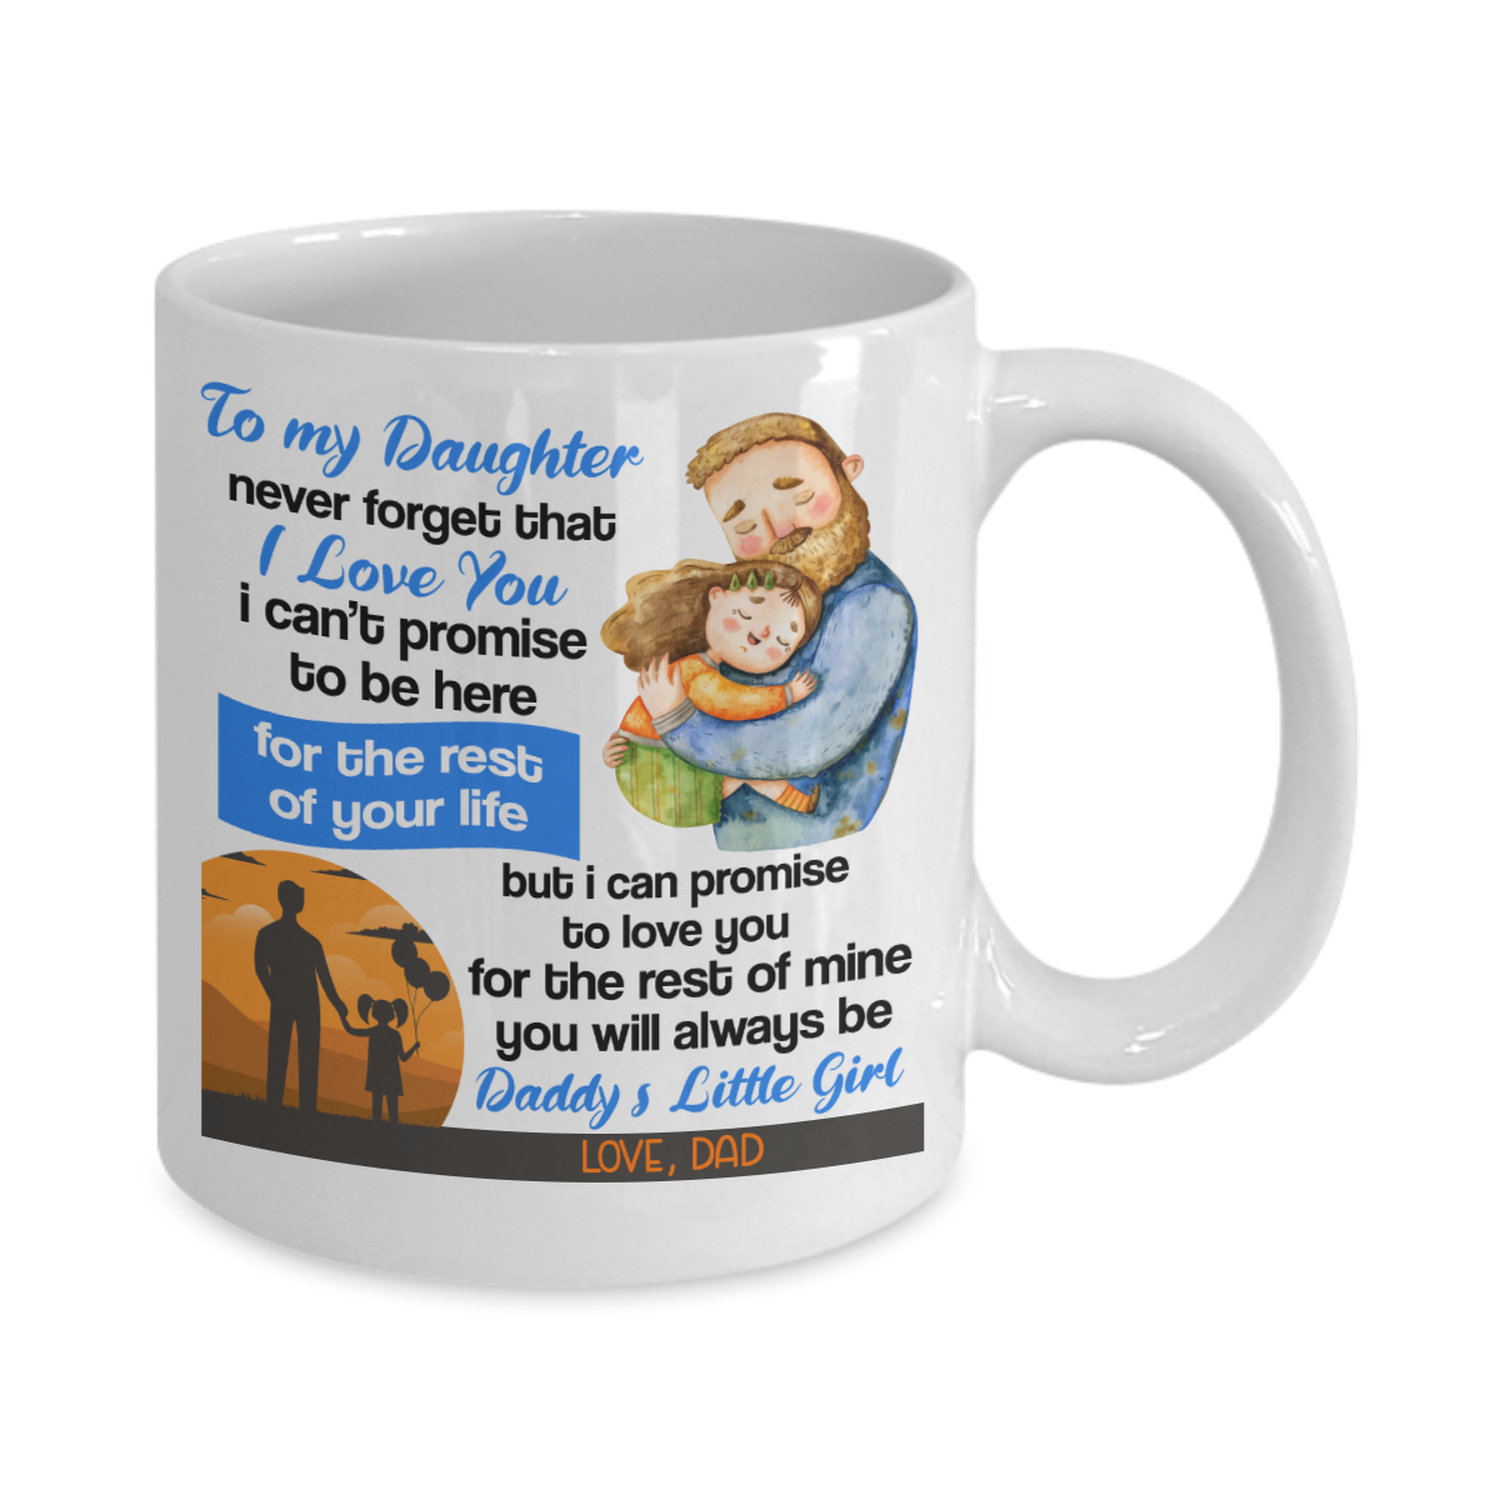 To my Daughter
never forget that
I Love You
i can't promise
to be here
for the rest
of your life
but i can promise
to love you
for the rest of mine
you will always be
Daddy s Little Girl
LOVE, DAD